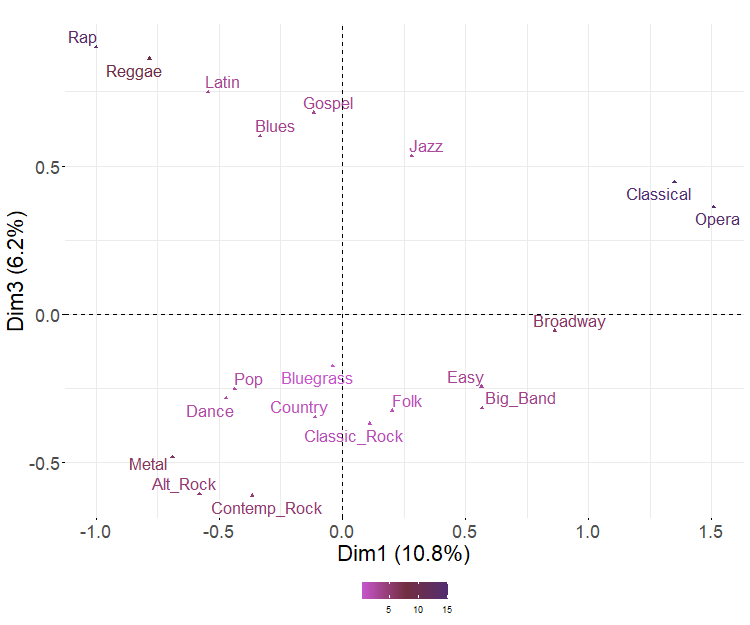 Rap
Reggae
Latin
Gospel
Blues
Jazz
Classical
Opera
Broadway
Pop
Bluegrass
Easy
Dance
Country
Folk
Big_Band
Classic_Rock
Metal
Alt_Rock
Contemp_Rock
0.5
0.0
-0.5
Dim3 (6.2%)
-1.0 -0.5 0.0 0.5 1.0 1.5
Dim1 (10.8%)
5 10 15